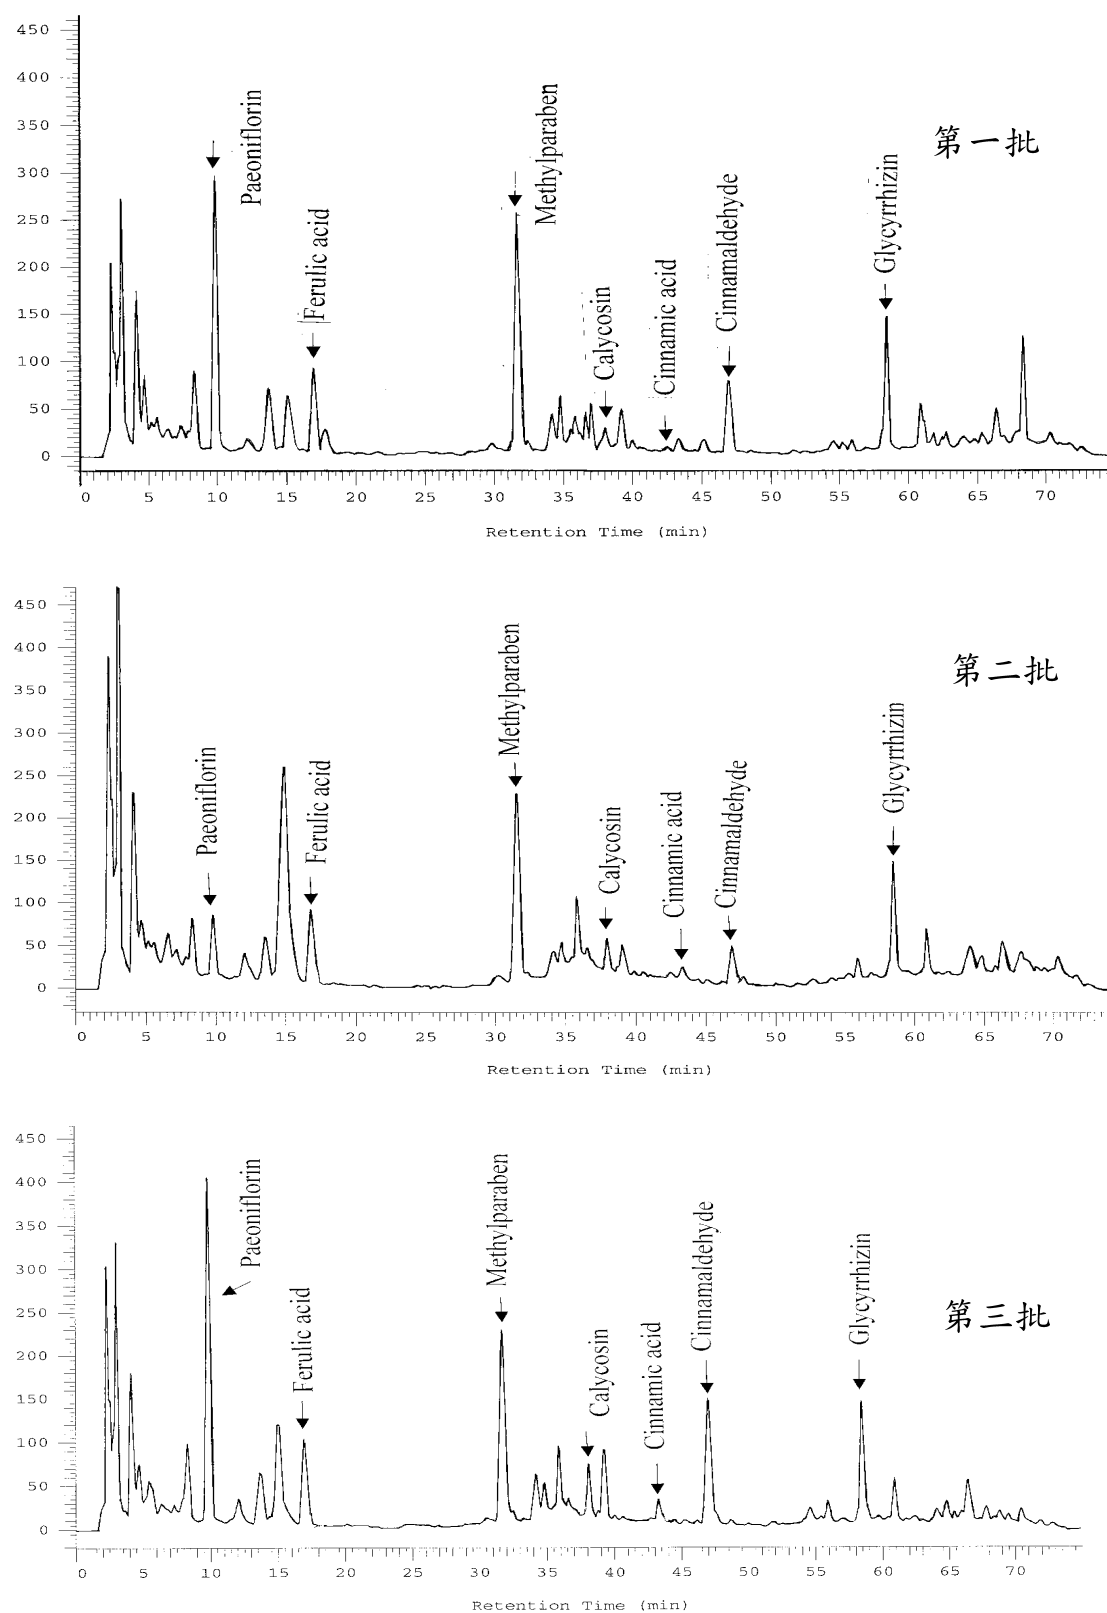 450
400
350
300
250
200
150
100
50
0
Paeoniflorin
Ferulic acid
Methylparaben
Calycosin
Cinnamic acid
Cinnamaldehyde
Glycyrrhizin
第一批
0 5 10 15 20 30 35 40 45 50 55 60 65 70
Retention Time (min)
450
400
350
300
250
200
150
100
50
0
Paeoniflorin
Ferulic acid
Methylparaben
Calycosin
Cinnamic acid
Cinnamaldehyde
Glycyrrhizin
第二批
0 5 10 15 20 30 35 40 45 50 55 60 65 70
Retention Time (min)
450
400
350
300
250
200
150
100
50
0
Paeoniflorin
Ferulic acid
Methylparaben
Calycosin
Cinnamic acid
Cinnamaldehyde
Glycyrrhizin
第三批
0 5 10 15 20 30 35 40 45 50 55 60 65 70
Retention Time (min)